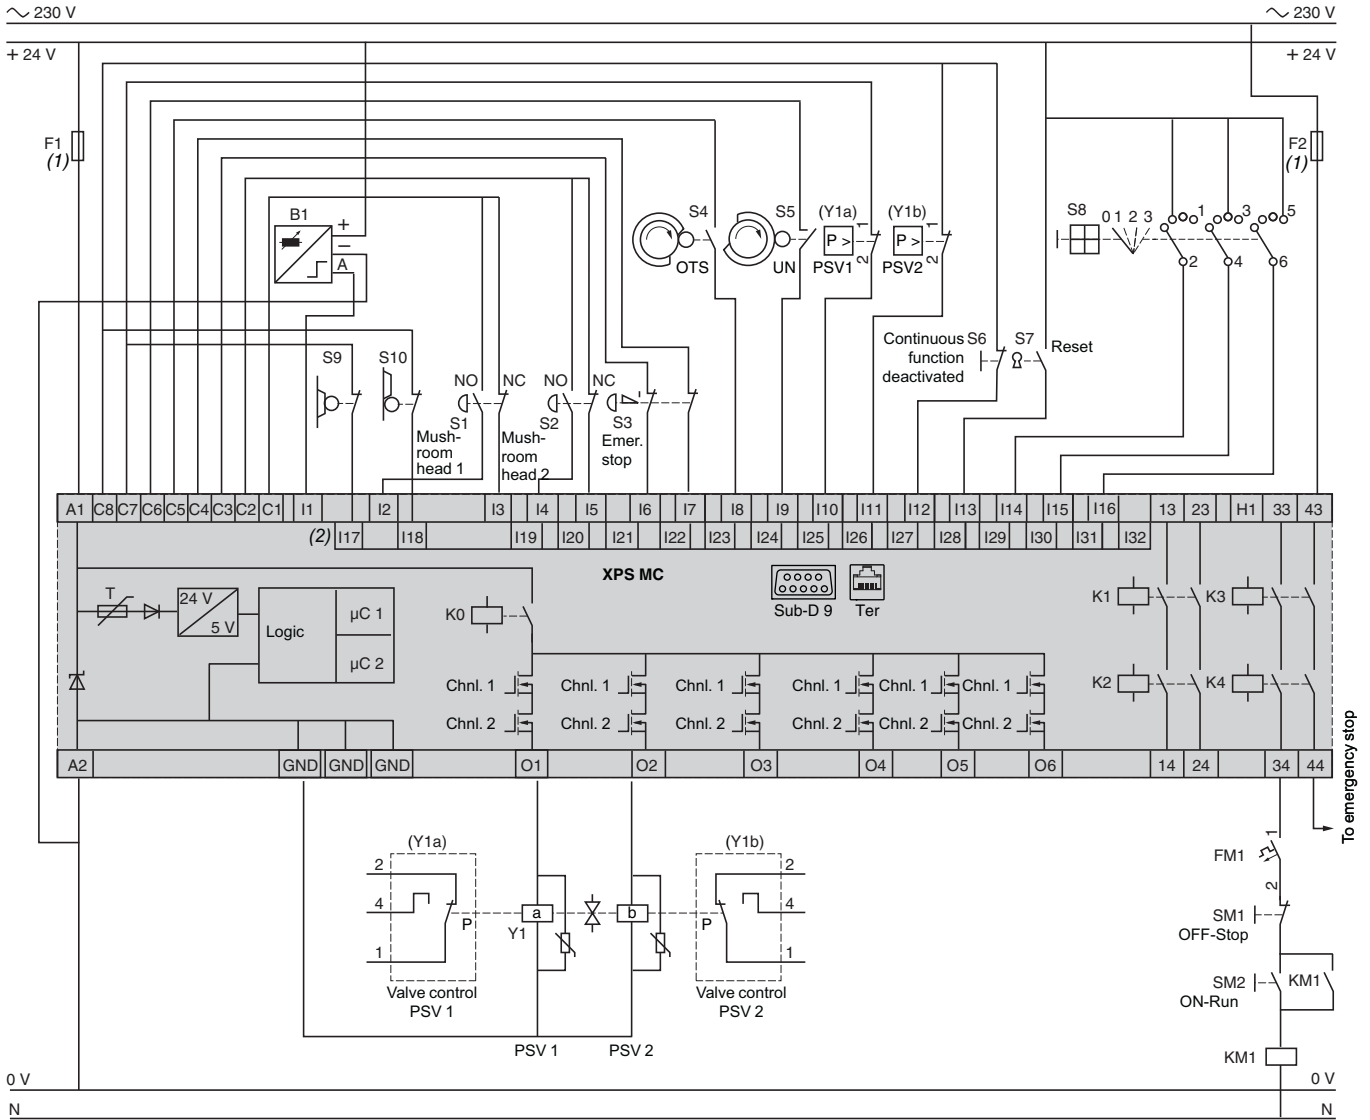 230 V
230 V
+ 24 V
+ 24 V
F1
(1)
F2
(1)
B1
+
−
A
S4
OTS
S5
UN
(Y1a)
P >
PSV1
1
2
(Y1b)
P >
PSV2
1
2
S8
0 1 2 3
1
3
5
2
4
6
Continuous
function
deactivated
S6
S7
Reset
S9
S10
NO
NC
S1
Mush-
room
head 1
NO
NC
S2
Mush-
room
head 2
S3
Emer.
stop
A1 C8 C7 C6 C5 C4 C3 C2 C1 I1 I2 I3 I4 I5 I6 I7 I8 I9 I10 I11 I12 I13 I14 I15 I16 13 23 H1 33 43
(2) I17 I18 I19 I20 I21 I22 I23 I24 I25 I26 I27 I28 I29 I30 I31 I32
XPS MC
Sub-D 9
Ter
T
24 V
5 V
Logic
µC 1
µC 2
K0
K1
K3
K2
K4
Chnl. 1 Chnl. 1 Chnl. 1 Chnl. 1 Chnl. 1 Chnl. 1
Chnl. 2 Chnl. 2 Chnl. 2 Chnl. 2 Chnl. 2 Chnl. 2
A2 GND GND GND O1 O2 O3 O4 O5 O6 14 24 34 44
To emergency stop
(Y1a)
2
4
1
P
Valve control
PSV 1
a
Y1
b
(Y1b)
2
4
1
P
Valve control
PSV 2
PSV 1
PSV 2
FM1
1
2
SM1
OFF-Stop
SM2
ON-Run
KM1
KM1
0 V
0 V
N
N